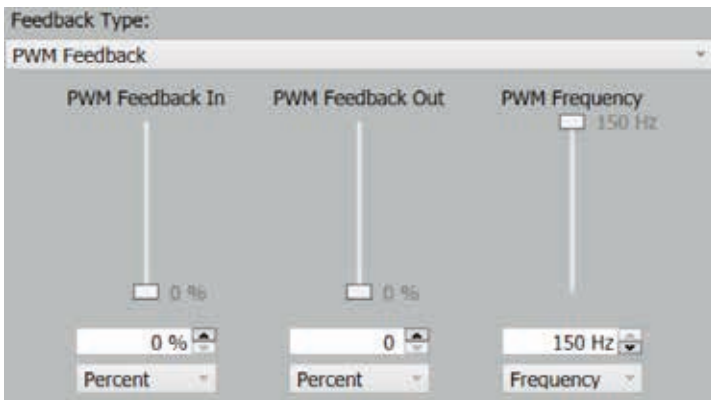 Feedback Type:
PWM Feedback
PWM Feedback In PWM Feedback Out PWM Frequency
150 Hz
0 % 0 %
0 % 0 150 Hz
Percent Percent Frequency